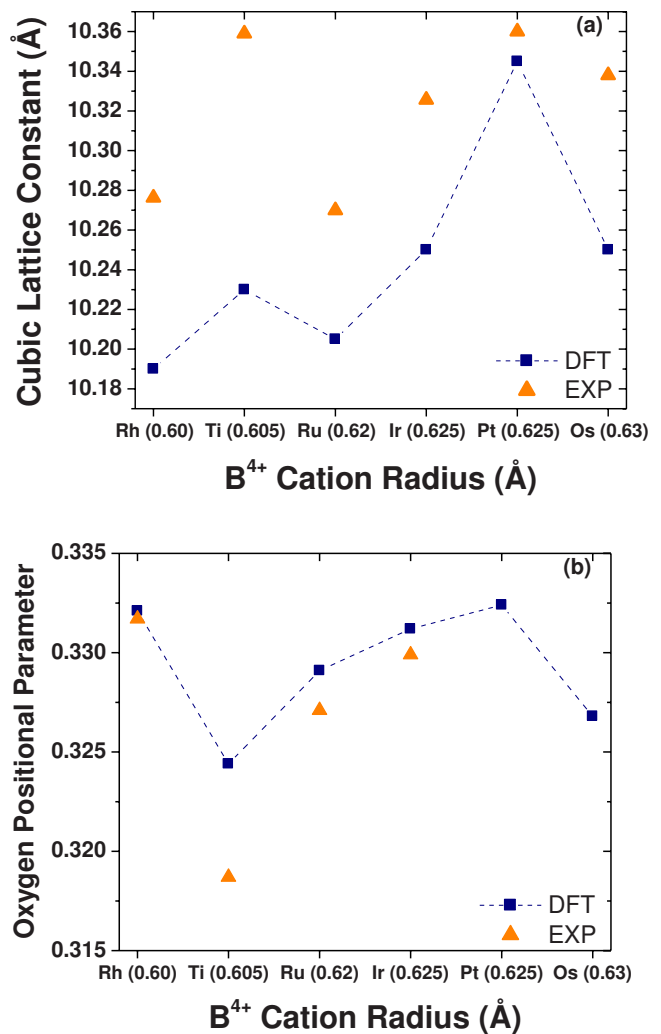 (a)
Cubic Lattice Constant (Å)
10.36
10.34
10.32
10.30
10.28
10.26
10.24
10.22
10.20
10.18
DFT
EXP
Rh (0.60) Ti (0.605) Ru (0.62) Ir (0.625) Pt (0.625) Os (0.63)
B⁴⁺ Cation Radius (Å)
(b)
Oxygen Positional Parameter
0.335
0.330
0.325
0.320
0.315
DFT
EXP
Rh (0.60) Ti (0.605) Ru (0.62) Ir (0.625) Pt (0.625) Os (0.63)
B⁴⁺ Cation Radius (Å)